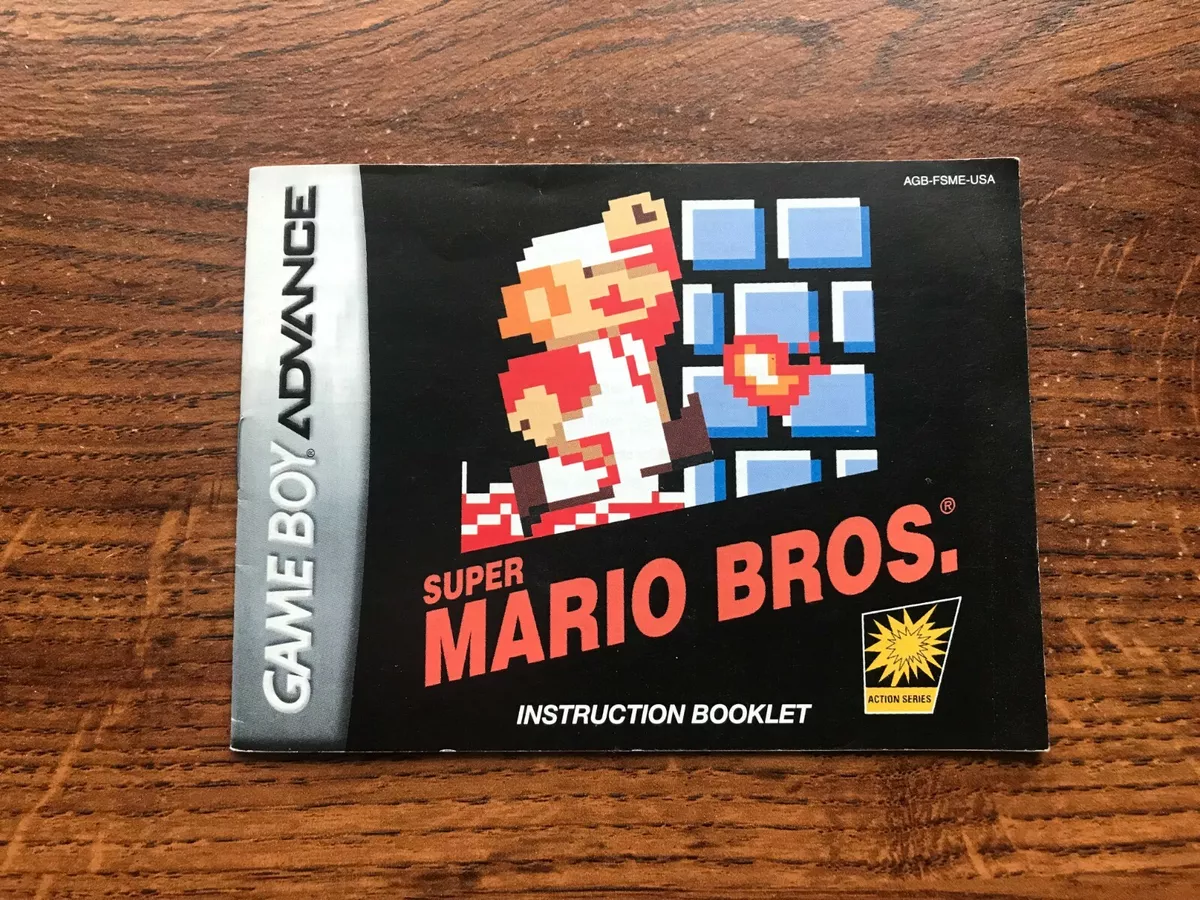 AGB-FSME-USA
GAME BOY® ADVANCE
SUPER
MARIO BROS.®
ACTION SERIES
INSTRUCTION BOOKLET